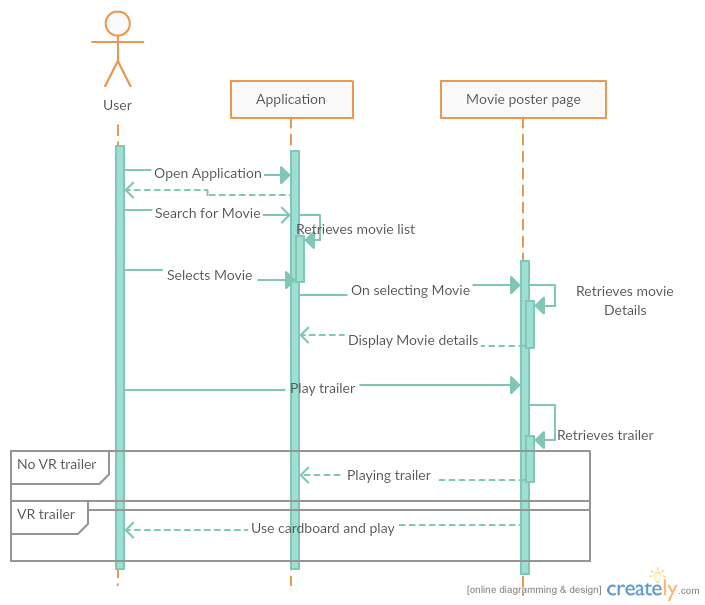 User
Application
Movie poster page
Open Application
Search for Movie
Retrieves movie list
Selects Movie
On selecting Movie
Retrieves movie
Details
Display Movie details
Play trailer
Retrieves trailer
No VR trailer
Playing trailer
VR trailer
Use cardboard and play
[online diagramming & design] creately.com